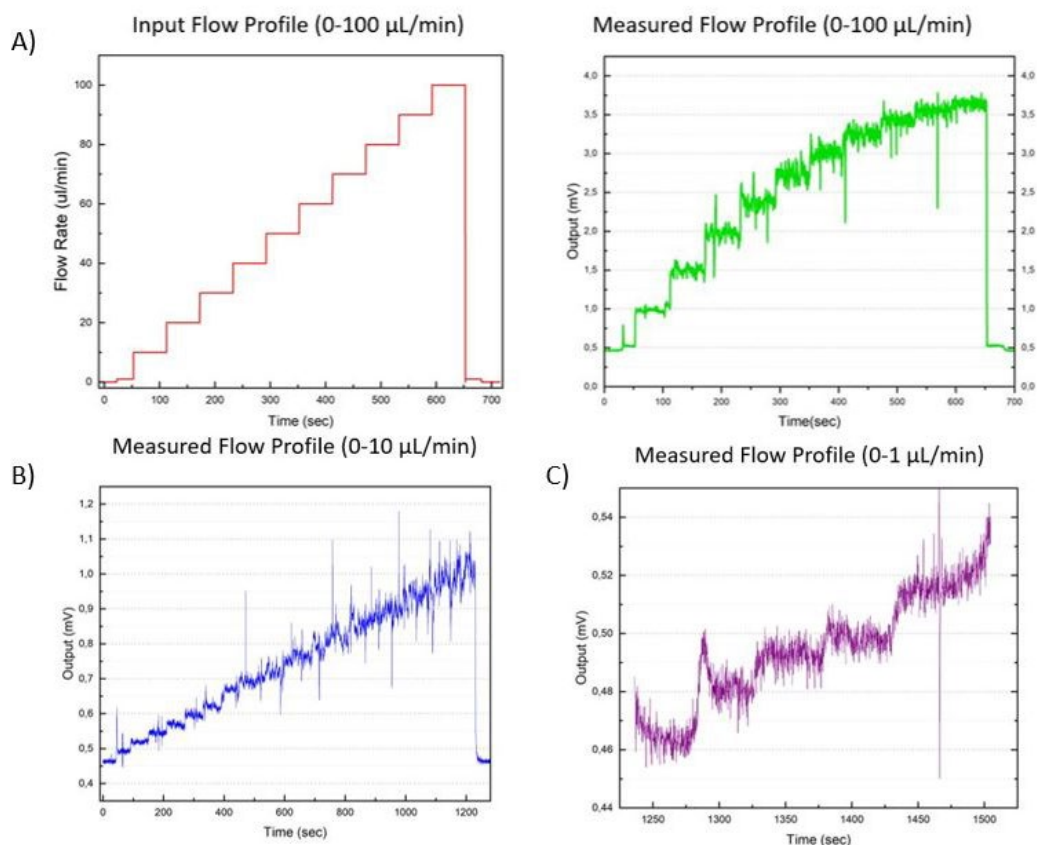 A)
Input Flow Profile (0-100 µL/min)
Flow Rate (ul/min)
100
80
60
40
20
0
0 100 200 300 400 500 600 700
Time (sec)
Measured Flow Profile (0-100 µL/min)
Output (mV)
4,0 4,0
3,5 3,5
3,0 3,0
2,5 2,5
2,0 2,0
1,5 1,5
1,0 1,0
0,5 0,5
0,0 0,0
0 100 200 300 400 500 600 700
Time(sec)
B)
Measured Flow Profile (0-10 µL/min)
Output (mV)
1,2
1,1
1,0
0,9
0,8
0,7
0,6
0,5
0,4
0 200 400 600 800 1000 1200
Time (sec)
C)
Measured Flow Profile (0-1 µL/min)
Output (mV)
0,54
0,52
0,50
0,48
0,46
0,44
1250 1300 1350 1400 1450 1500
Time (sec)